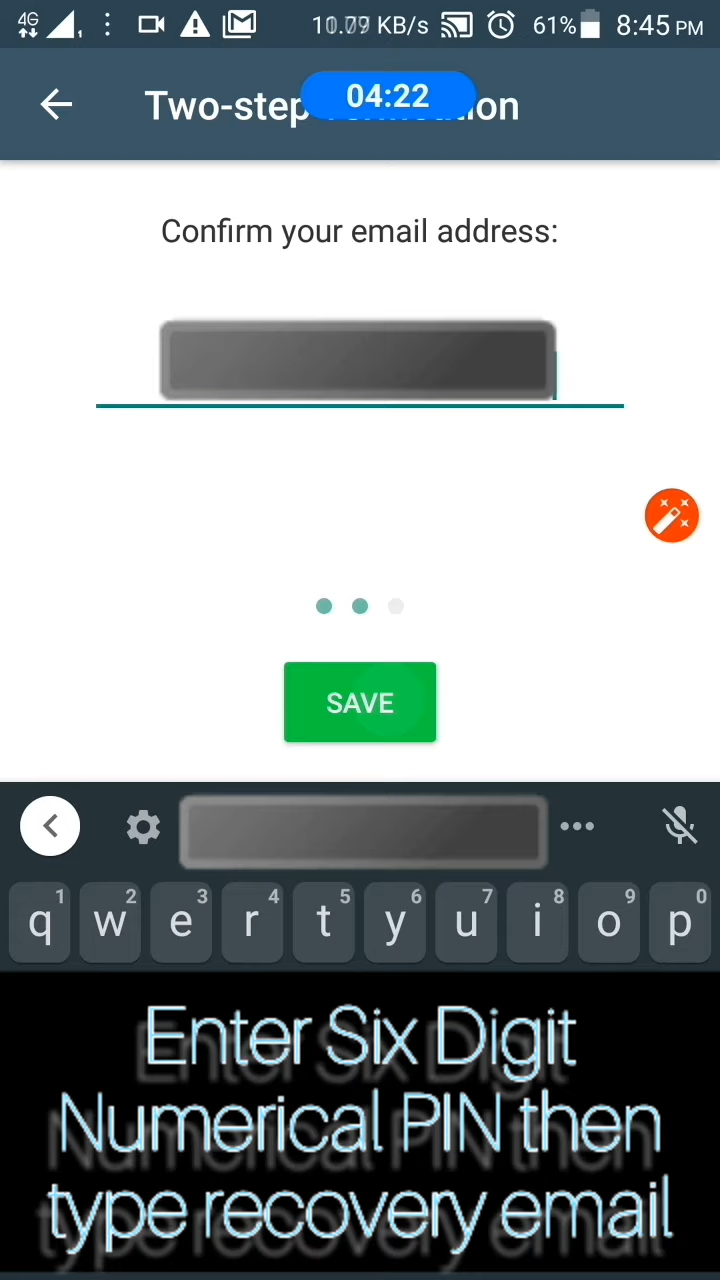 4G 1 10.79 KB/s 61% 8:45 PM
04:22
Two-step
Confirm your email address:
SAVE
1 2 3 4 5 6 7 8 9 0
q w e r t y u i o p
Enter Six Digit
Numerical PIN then
type recovery email